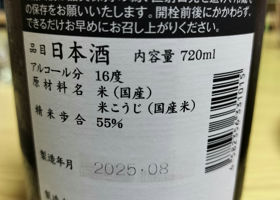 の保存をお願いいたします。開栓前後にかかわらず、
できるだけお早めにお召し上がりください。
品目 日本酒 内容量 720ml
アルコール分 16度
原材料名 米(国産)
米こうじ(国産米)
精米歩合 55%
製造年月 2025.08